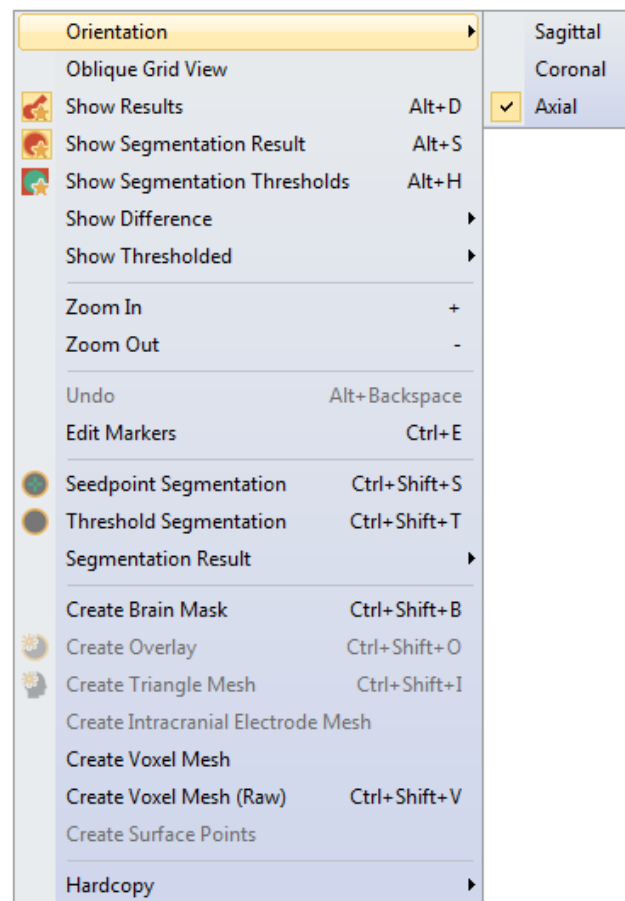 Orientation
Sagittal
Oblique Grid View
Coronal
Show Results Alt+D
Axial
Show Segmentation Result Alt+S
Show Segmentation Thresholds Alt+H
Show Difference
Show Thresholded
Zoom In +
Zoom Out -
Undo Alt+Backspace
Edit Markers Ctrl+E
Seedpoint Segmentation Ctrl+Shift+S
Threshold Segmentation Ctrl+Shift+T
Segmentation Result
Create Brain Mask Ctrl+Shift+B
Create Overlay Ctrl+Shift+O
Create Triangle Mesh Ctrl+Shift+I
Create Intracranial Electrode Mesh
Create Voxel Mesh
Create Voxel Mesh (Raw) Ctrl+Shift+V
Create Surface Points
Hardcopy